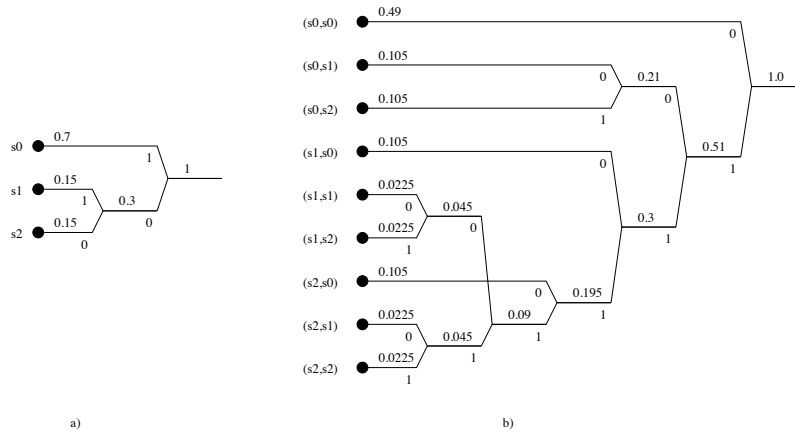 s0 0.7 1 1
s1 0.15 1 0.3 0
s2 0.15 0
a)
(s0,s0) 0.49 0 1.0
(s0,s1) 0.105 0 0.21 0
(s0,s2) 0.105 1
(s1,s0) 0.105 0 0.51 1
(s1,s1) 0.0225 0 0.045 0 0.3 1
(s1,s2) 0.0225 1
(s2,s0) 0.105 0 0.195 1
(s2,s1) 0.0225 0 0.09 1
(s2,s2) 0.0225 1 0.045 1
b)